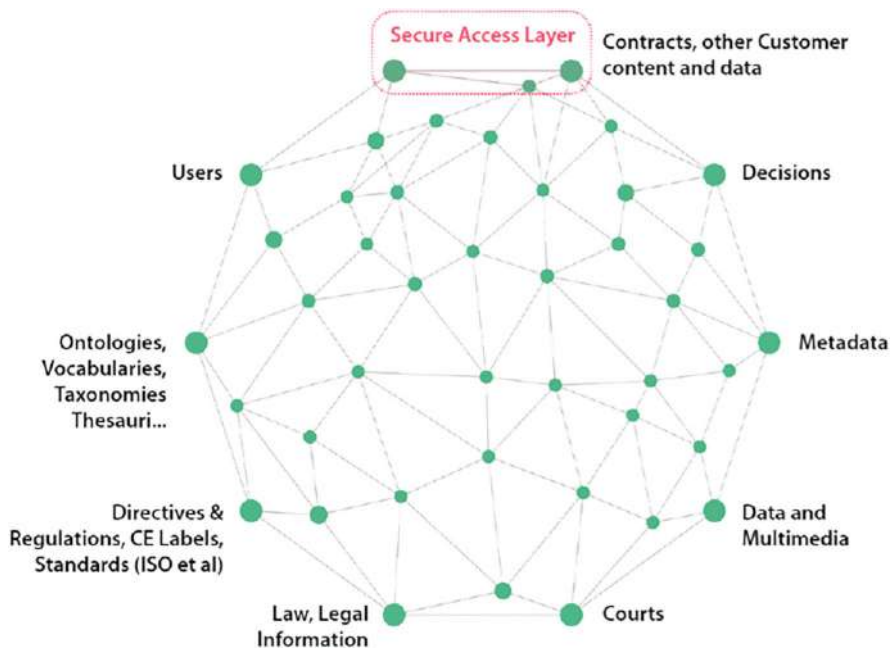 Secure Access Layer
Contracts, other Customer
content and data
Users
Decisions
Ontologies,
Vocabularies,
Taxonomies
Thesauri...
Metadata
Directives &
Regulations, CE Labels,
Standards (ISO et al)
Data and
Multimedia
Law, Legal
Information
Courts